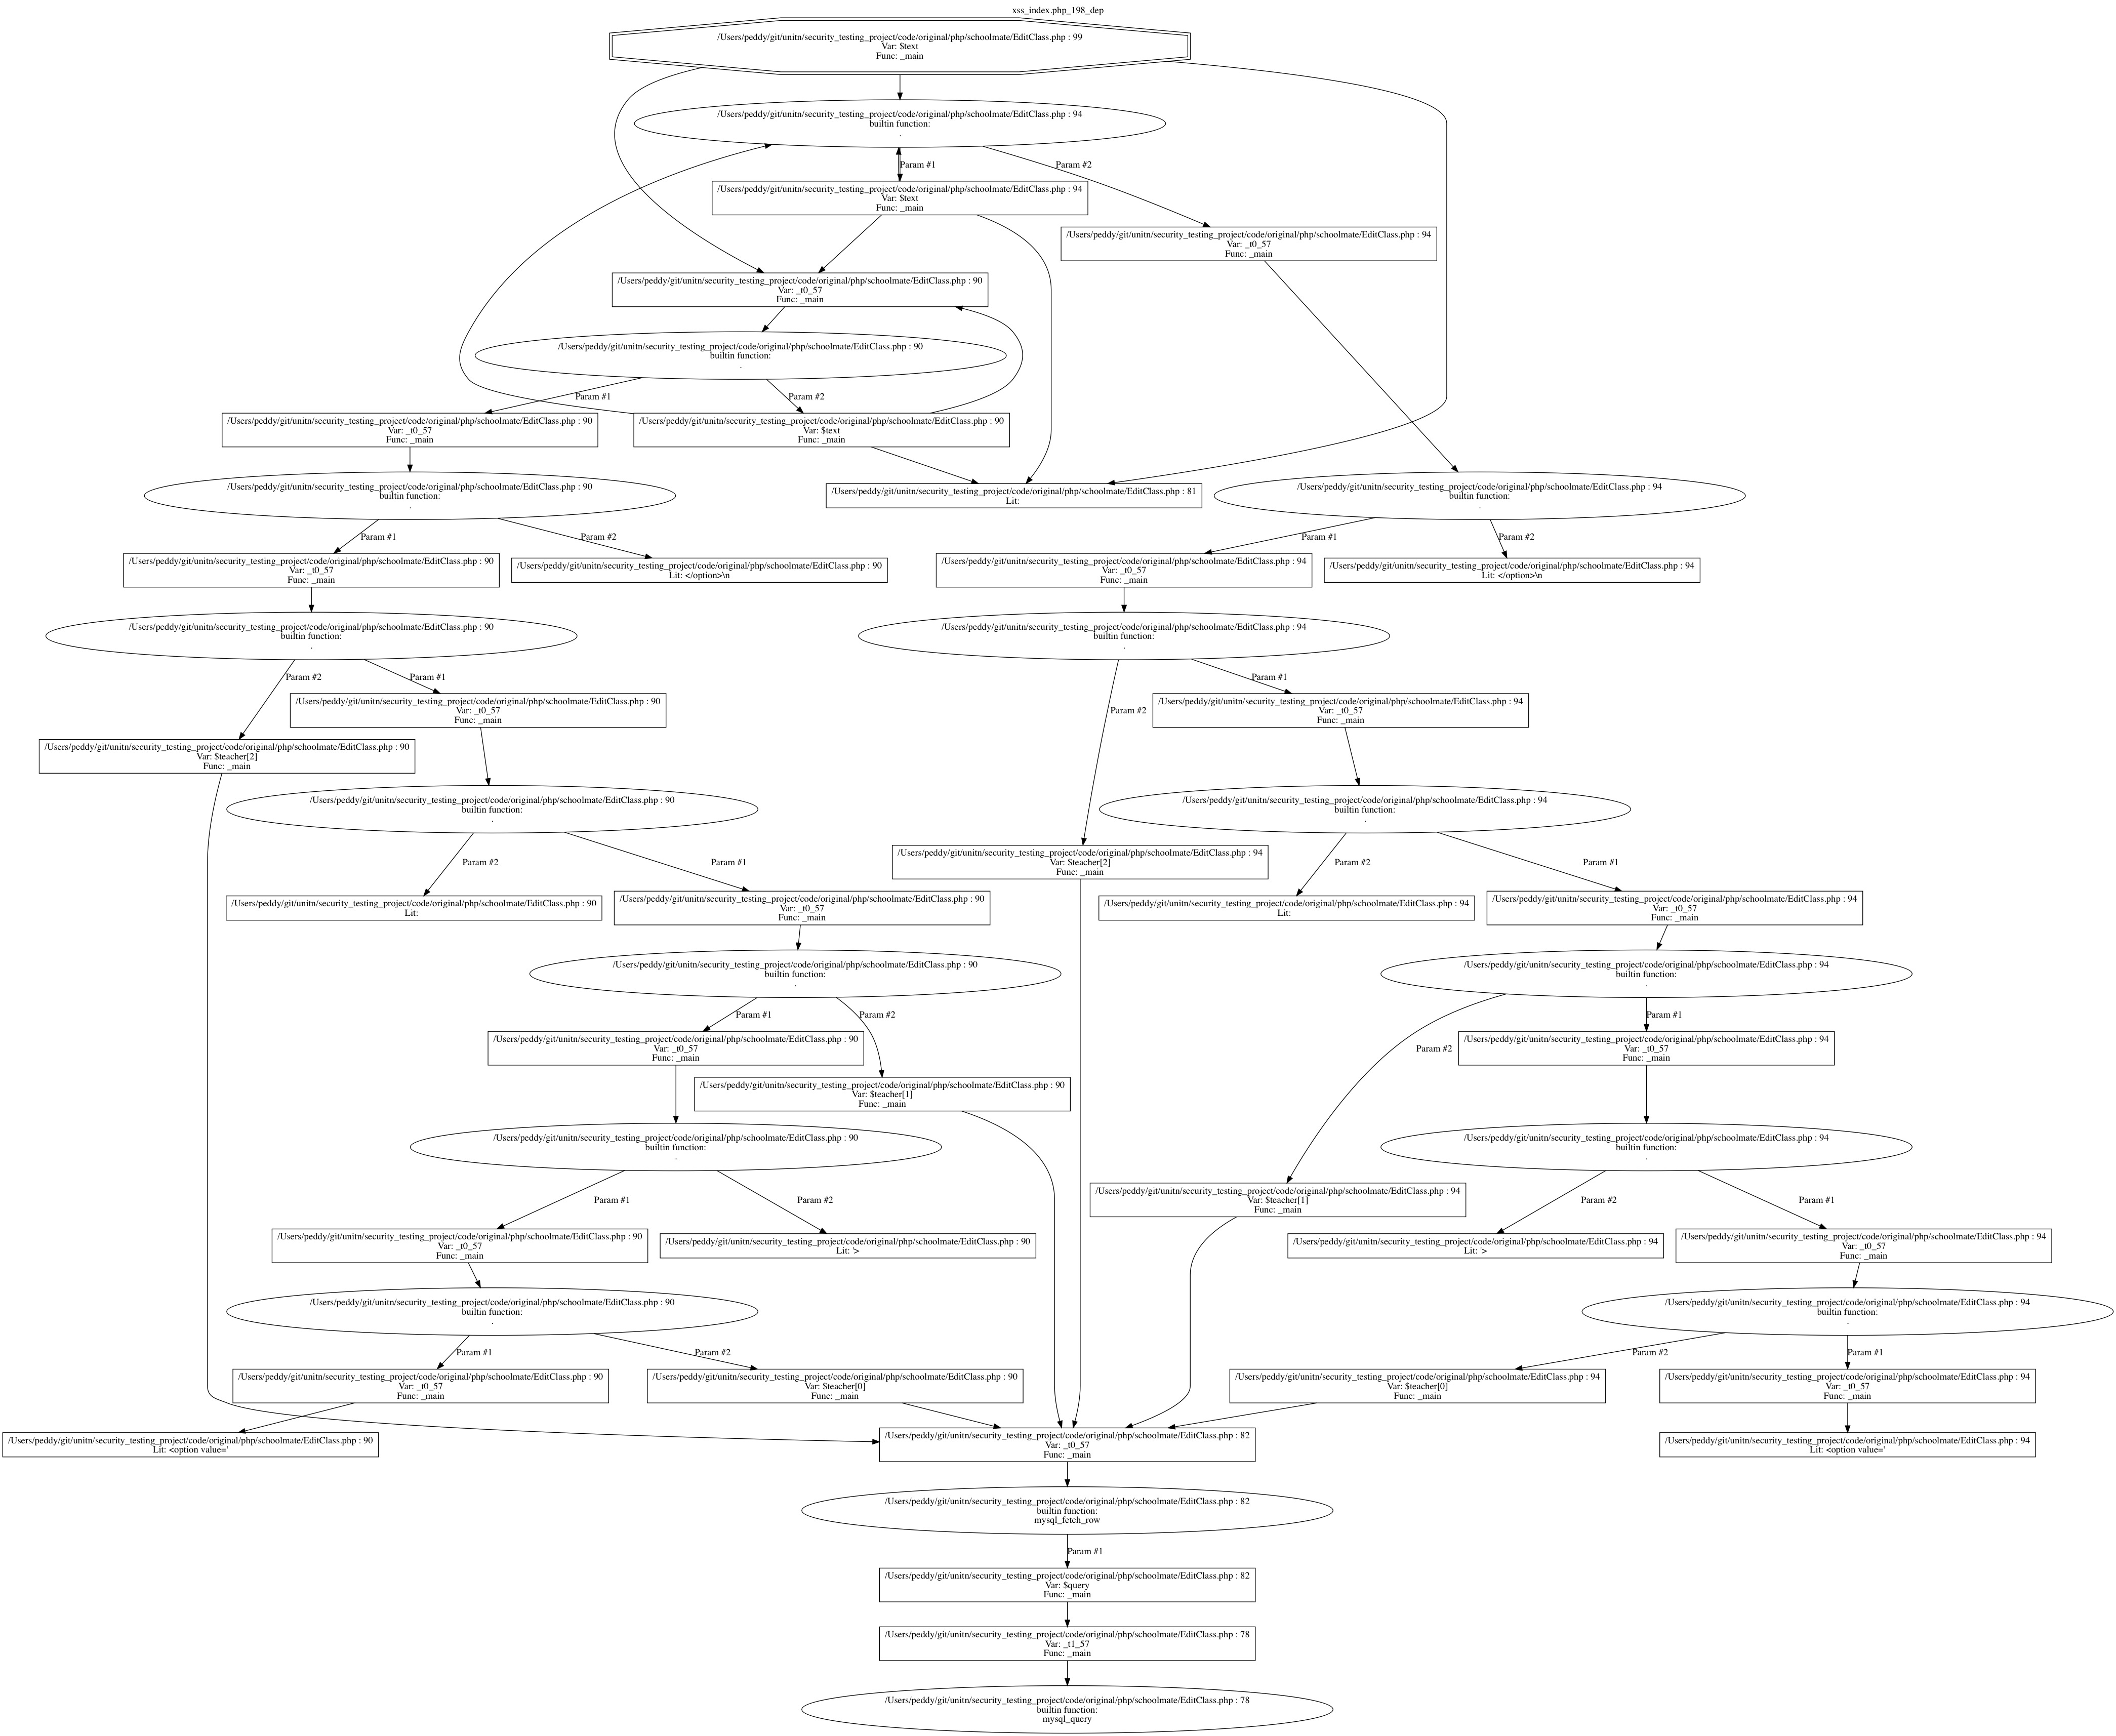 xss_index.php_198_dep
/Users/peddy/git/unitn/security_testing_project/code/original/php/schoolmate/EditClass.php : 99
Var: $text
Func: _main
/Users/peddy/git/unitn/security_testing_project/code/original/php/schoolmate/EditClass.php : 94
builtin function:
.
Param #1
Param #2
/Users/peddy/git/unitn/security_testing_project/code/original/php/schoolmate/EditClass.php : 94
Var: $text
Func: _main
/Users/peddy/git/unitn/security_testing_project/code/original/php/schoolmate/EditClass.php : 94
Var: _t0_57
Func: _main
/Users/peddy/git/unitn/security_testing_project/code/original/php/schoolmate/EditClass.php : 90
Var: _t0_57
Func: _main
/Users/peddy/git/unitn/security_testing_project/code/original/php/schoolmate/EditClass.php : 90
builtin function:
.
Param #1
Param #2
/Users/peddy/git/unitn/security_testing_project/code/original/php/schoolmate/EditClass.php : 90
Var: _t0_57
Func: _main
/Users/peddy/git/unitn/security_testing_project/code/original/php/schoolmate/EditClass.php : 90
Var: $text
Func: _main
/Users/peddy/git/unitn/security_testing_project/code/original/php/schoolmate/EditClass.php : 90
builtin function:
.
/Users/peddy/git/unitn/security_testing_project/code/original/php/schoolmate/EditClass.php : 81
Lit:
/Users/peddy/git/unitn/security_testing_project/code/original/php/schoolmate/EditClass.php : 94
builtin function:
.
Param #1
Param #2
Param #1
Param #2
/Users/peddy/git/unitn/security_testing_project/code/original/php/schoolmate/EditClass.php : 90
Var: _t0_57
Func: _main
/Users/peddy/git/unitn/security_testing_project/code/original/php/schoolmate/EditClass.php : 90
Lit: </option>\n
/Users/peddy/git/unitn/security_testing_project/code/original/php/schoolmate/EditClass.php : 94
Var: _t0_57
Func: _main
/Users/peddy/git/unitn/security_testing_project/code/original/php/schoolmate/EditClass.php : 94
Lit: </option>\n
/Users/peddy/git/unitn/security_testing_project/code/original/php/schoolmate/EditClass.php : 90
builtin function:
.
/Users/peddy/git/unitn/security_testing_project/code/original/php/schoolmate/EditClass.php : 94
builtin function:
.
Param #2
Param #1
Param #1
/Users/peddy/git/unitn/security_testing_project/code/original/php/schoolmate/EditClass.php : 90
Var: _t0_57
Func: _main
/Users/peddy/git/unitn/security_testing_project/code/original/php/schoolmate/EditClass.php : 94
Var: _t0_57
Func: _main
Param #2
/Users/peddy/git/unitn/security_testing_project/code/original/php/schoolmate/EditClass.php : 90
Var: $teacher[2]
Func: _main
/Users/peddy/git/unitn/security_testing_project/code/original/php/schoolmate/EditClass.php : 90
builtin function:
.
/Users/peddy/git/unitn/security_testing_project/code/original/php/schoolmate/EditClass.php : 94
builtin function:
.
Param #2
Param #1
Param #2
Param #1
/Users/peddy/git/unitn/security_testing_project/code/original/php/schoolmate/EditClass.php : 94
Var: $teacher[2]
Func: _main
/Users/peddy/git/unitn/security_testing_project/code/original/php/schoolmate/EditClass.php : 90
Lit:
/Users/peddy/git/unitn/security_testing_project/code/original/php/schoolmate/EditClass.php : 90
Var: _t0_57
Func: _main
/Users/peddy/git/unitn/security_testing_project/code/original/php/schoolmate/EditClass.php : 94
Lit:
/Users/peddy/git/unitn/security_testing_project/code/original/php/schoolmate/EditClass.php : 94
Var: _t0_57
Func: _main
/Users/peddy/git/unitn/security_testing_project/code/original/php/schoolmate/EditClass.php : 90
builtin function:
.
/Users/peddy/git/unitn/security_testing_project/code/original/php/schoolmate/EditClass.php : 94
builtin function:
.
Param #1
Param #2
Param #1
/Users/peddy/git/unitn/security_testing_project/code/original/php/schoolmate/EditClass.php : 90
Var: _t0_57
Func: _main
Param #2
/Users/peddy/git/unitn/security_testing_project/code/original/php/schoolmate/EditClass.php : 94
Var: _t0_57
Func: _main
/Users/peddy/git/unitn/security_testing_project/code/original/php/schoolmate/EditClass.php : 90
Var: $teacher[1]
Func: _main
/Users/peddy/git/unitn/security_testing_project/code/original/php/schoolmate/EditClass.php : 90
builtin function:
.
/Users/peddy/git/unitn/security_testing_project/code/original/php/schoolmate/EditClass.php : 94
builtin function:
.
Param #1
Param #2
/Users/peddy/git/unitn/security_testing_project/code/original/php/schoolmate/EditClass.php : 94
Var: $teacher[1]
Func: _main
Param #2
Param #1
/Users/peddy/git/unitn/security_testing_project/code/original/php/schoolmate/EditClass.php : 90
Var: _t0_57
Func: _main
/Users/peddy/git/unitn/security_testing_project/code/original/php/schoolmate/EditClass.php : 90
Lit: '>
/Users/peddy/git/unitn/security_testing_project/code/original/php/schoolmate/EditClass.php : 94
Lit: '>
/Users/peddy/git/unitn/security_testing_project/code/original/php/schoolmate/EditClass.php : 94
Var: _t0_57
Func: _main
/Users/peddy/git/unitn/security_testing_project/code/original/php/schoolmate/EditClass.php : 90
builtin function:
.
/Users/peddy/git/unitn/security_testing_project/code/original/php/schoolmate/EditClass.php : 94
builtin function:
.
Param #1
Param #2
Param #2
Param #1
/Users/peddy/git/unitn/security_testing_project/code/original/php/schoolmate/EditClass.php : 90
Var: _t0_57
Func: _main
/Users/peddy/git/unitn/security_testing_project/code/original/php/schoolmate/EditClass.php : 90
Var: $teacher[0]
Func: _main
/Users/peddy/git/unitn/security_testing_project/code/original/php/schoolmate/EditClass.php : 94
Var: $teacher[0]
Func: _main
/Users/peddy/git/unitn/security_testing_project/code/original/php/schoolmate/EditClass.php : 94
Var: _t0_57
Func: _main
/Users/peddy/git/unitn/security_testing_project/code/original/php/schoolmate/EditClass.php : 90
Lit: <option value='
/Users/peddy/git/unitn/security_testing_project/code/original/php/schoolmate/EditClass.php : 82
Var: _t0_57
Func: _main
/Users/peddy/git/unitn/security_testing_project/code/original/php/schoolmate/EditClass.php : 94
Lit: <option value='
/Users/peddy/git/unitn/security_testing_project/code/original/php/schoolmate/EditClass.php : 82
builtin function:
mysql_fetch_row
Param #1
/Users/peddy/git/unitn/security_testing_project/code/original/php/schoolmate/EditClass.php : 82
Var: $query
Func: _main
/Users/peddy/git/unitn/security_testing_project/code/original/php/schoolmate/EditClass.php : 78
Var: _t1_57
Func: _main
/Users/peddy/git/unitn/security_testing_project/code/original/php/schoolmate/EditClass.php : 78
builtin function:
mysql_query